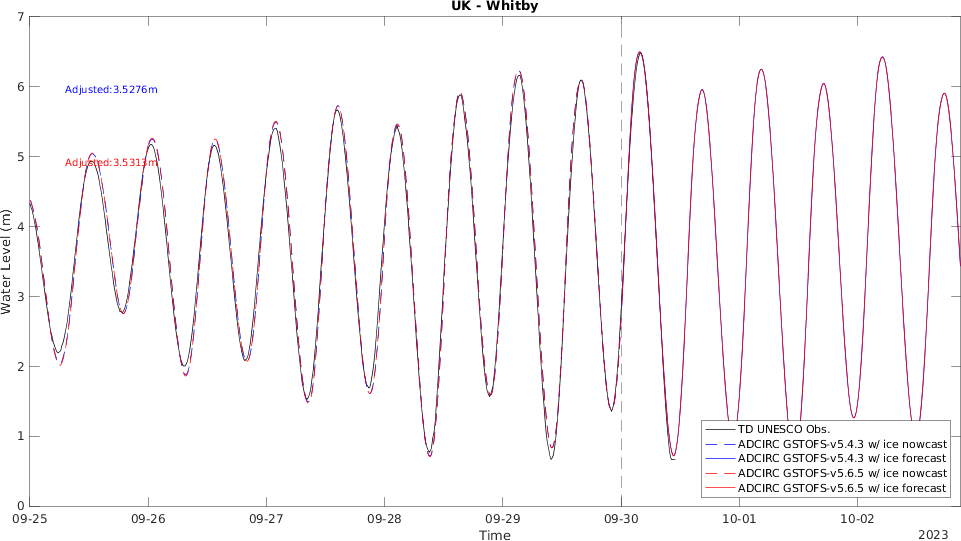 UK - Whitby
7
6
5
4
3
2
1
0
Water Level (m)
Adjusted:3.5276m
Adjusted:3.5313m
TD UNESCO Obs.
ADCIRC GSTOFS-v5.4.3 w/ ice nowcast
ADCIRC GSTOFS-v5.4.3 w/ ice forecast
ADCIRC GSTOFS-v5.6.5 w/ ice nowcast
ADCIRC GSTOFS-v5.6.5 w/ ice forecast
09-25 09-26 09-27 09-28 09-29 09-30 10-01 10-02
Time
2023